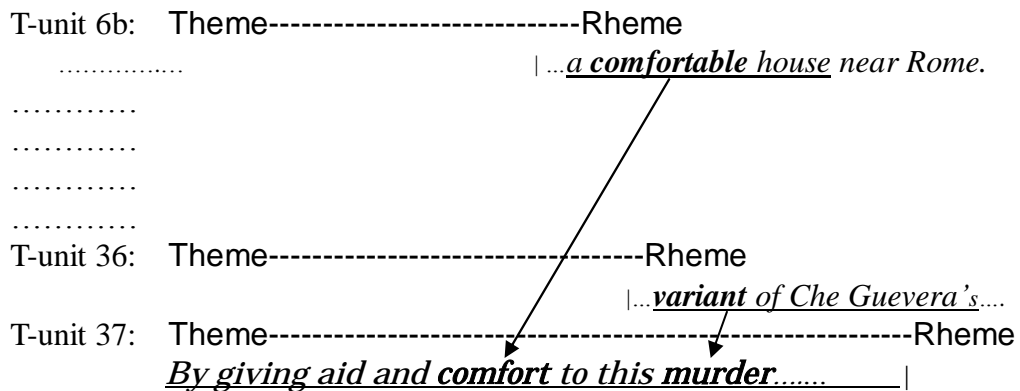 T-unit 6b: Theme-----------------------------Rheme
……………… | …a comfortable house near Rome.
…………
…………
…………
…………
T-unit 36: Theme-----------------------------------Rheme
|…variant of Che Guevera’s….
T-unit 37: Theme------------------------------------------------------------Rheme
By giving aid and comfort to this murder……. |